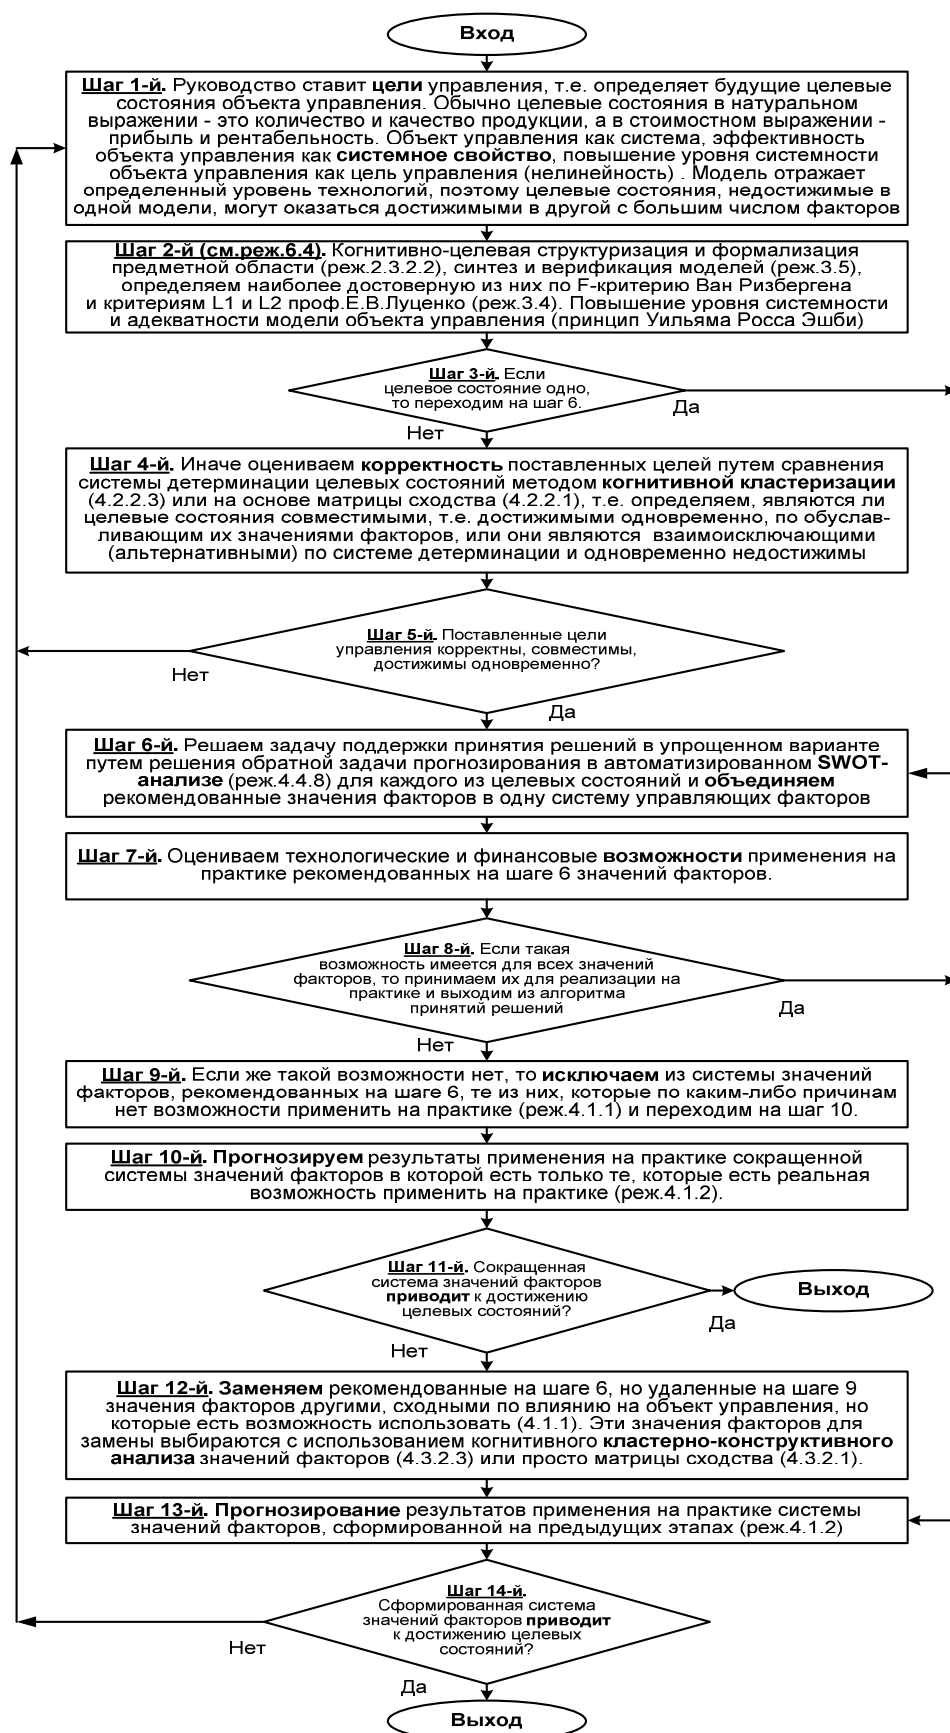 Вход
Шаг 1-й. Руководство ставит цели управления, т.е. определяет будущие целевые
состояния объекта управления. Обычно целевые состояния в натуральном
выражении - это количество и качество продукции, а в стоимостном выражении -
прибыль и рентабельность. Объект управления как система, эффективность
объекта управления как системное свойство, повышение уровня системности
объекта управления как цель управления (нелинейность) . Модель отражает
определенный уровень технологий, поэтому целевые состояния, недостижимые в
одной модели, могут оказаться достижимыми в другой с большим числом факторов
Шаг 2-й (см.реж.6.4). Когнитивно-целевая структуризация и формализация
предметной области (реж.2.3.2.2), синтез и верификация моделей (реж.3.5),
определяем наиболее достоверную из них по F-критерию Ван Ризбергена
и критериям L1 и L2 проф.Е.В.Луценко (реж.3.4). Повышение уровня системности
и адекватности модели объекта управления (принцип Уильяма Росса Эшби)
Шаг 3-й. Если
целевое состояние одно,
то переходим на шаг 6.
Да
Нет
Шаг 4-й. Иначе оцениваем корректность поставленных целей путем сравнения
системы детерминации целевых состояний методом когнитивной кластеризации
(4.2.2.3) или на основе матрицы сходства (4.2.2.1), т.е. определяем, являются ли
целевые состояния совместимыми, т.е. достижимыми одновременно, по обуслав-
ливающим их значениями факторов, или они являются взаимоисключающими
(альтернативными) по системе детерминации и одновременно недостижимы
Шаг 5-й. Поставленные цели
управления корректны, совместимы,
достижимы одновременно?
Нет
Да
Шаг 6-й. Решаем задачу поддержки принятия решений в упрощенном варианте
путем решения обратной задачи прогнозирования в автоматизированном SWOT-
анализе (реж.4.4.8) для каждого из целевых состояний и объединяем
рекомендованные значения факторов в одну систему управляющих факторов
Шаг 7-й. Оцениваем технологические и финансовые возможности применения на
практике рекомендованных на шаге 6 значений факторов.
Шаг 8-й. Если такая
возможность имеется для всех значений
факторов, то принимаем их для реализации на
практике и выходим из алгоритма
принятий решений
Да
Нет
Шаг 9-й. Если же такой возможности нет, то исключаем из системы значений
факторов, рекомендованных на шаге 6, те из них, которые по каким-либо причинам
нет возможности применить на практике (реж.4.1.1) и переходим на шаг 10.
Шаг 10-й. Прогнозируем результаты применения на практике сокращенной
системы значений факторов в которой есть только те, которые есть реальная
возможность применить на практике (реж.4.1.2).
Шаг 11-й. Сокращенная
система значений факторов
приводит к достижению
целевых состояний?
Выход
Да
Нет
Шаг 12-й. Заменяем рекомендованные на шаге 6, но удаленные на шаге 9
значения факторов другими, сходными по влиянию на объект управления, но
которые есть возможность использовать (4.1.1). Эти значения факторов для
замены выбираются с использованием когнитивного кластерно-конструктивного
анализа значений факторов (4.3.2.3) или просто матрицы сходства (4.3.2.1).
Шаг 13-й. Прогнозирование результатов применения на практике системы
значений факторов, сформированной на предыдущих этапах (реж.4.1.2)
Шаг 14-й.
Сформированная система
значений факторов приводит
к достижению целевых
состояний?
Нет
Да
Выход